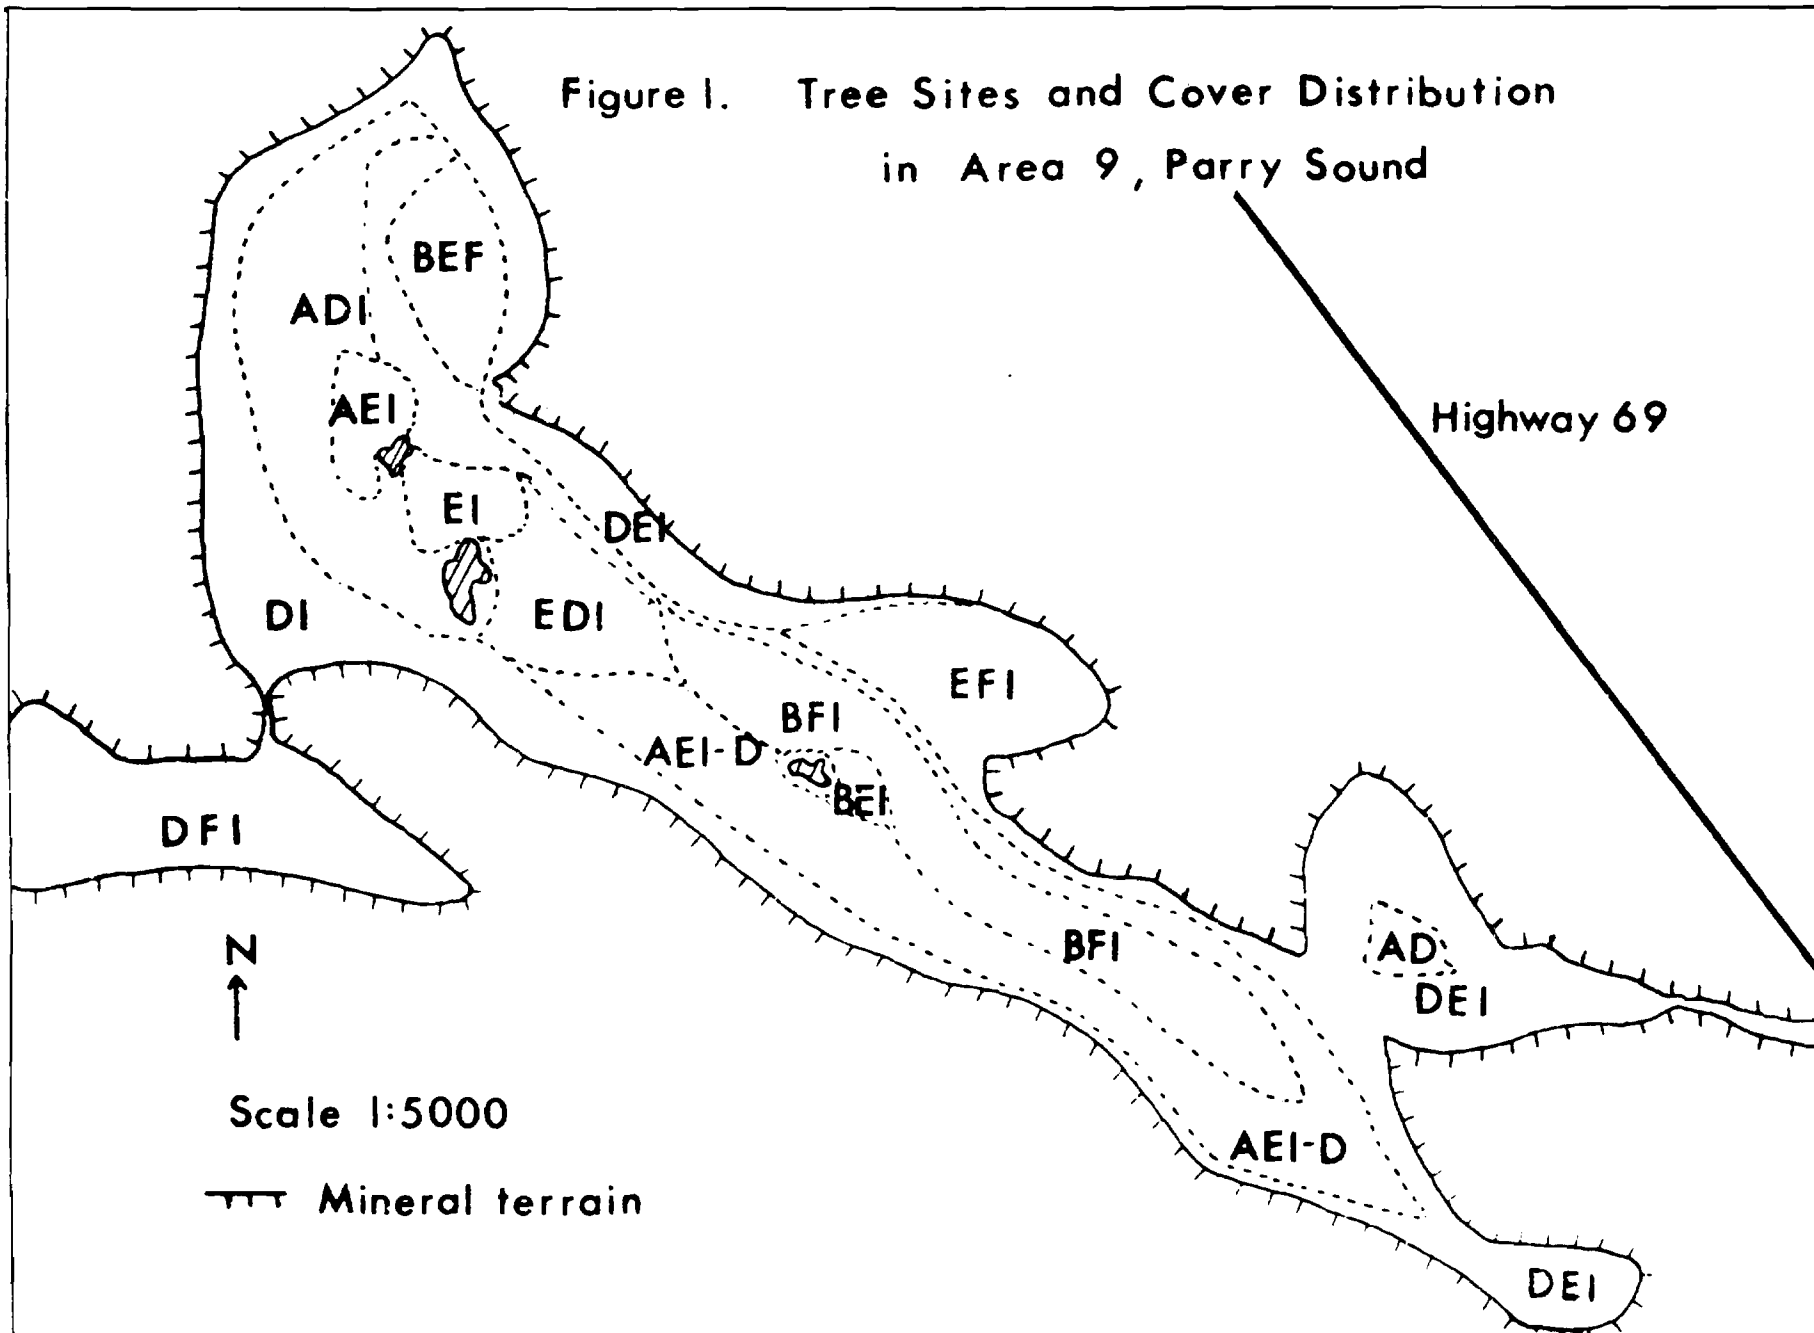 Figure 1. Tree Sites and Cover Distribution
in Area 9, Parry Sound
BEF
ADI
AEI
Highway 69
EI
DEI
DI
EDI
EFI
BFI
AEI-D
BEI
DFI
N
BFI
AD
DEI
Scale 1:5000
AEI-D
Mineral terrain
DEI